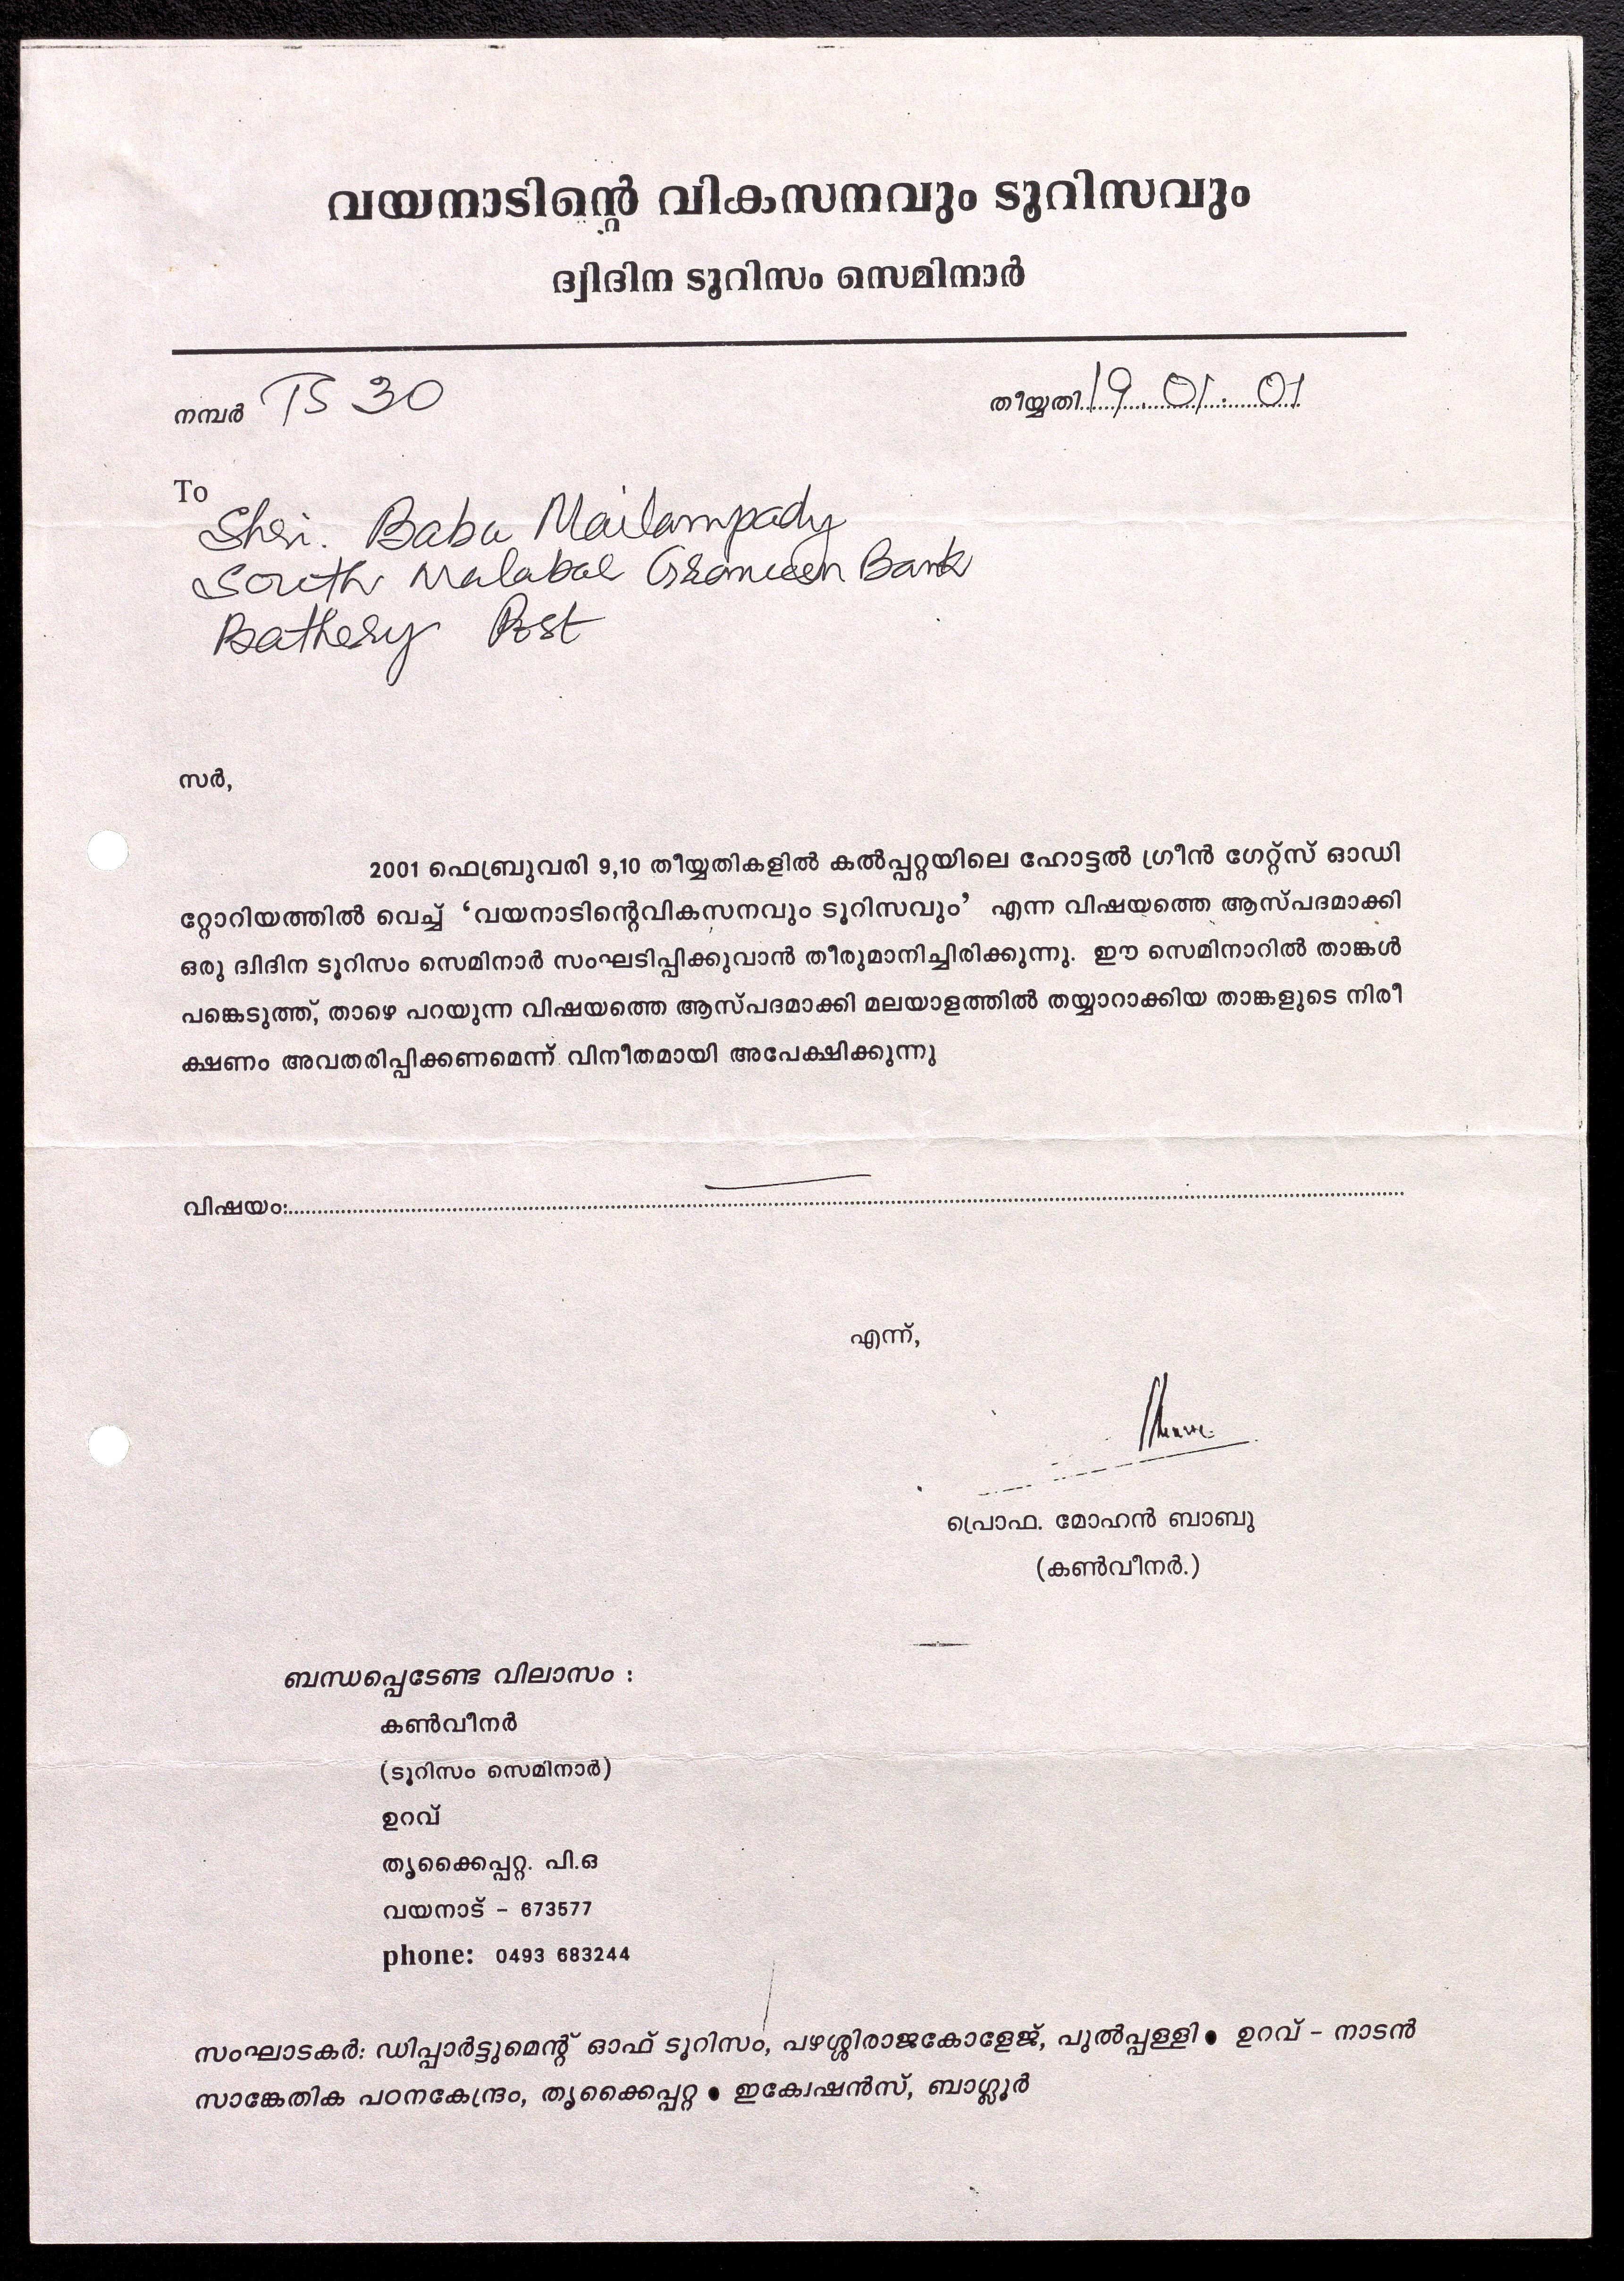 വയനാടിന്റെ വികസനവും ടൂറിസവും
ദ്വിദിന ടൂറിസം സെമിനാർ
നമ്പർ TS 30
തീയ്യതി 19.01.01
To
Shri. Babu Mailampady
South Malabar Grameen Bank
Bathery Post
സർ,
2001 ഫെബ്രുവരി 9,10 തീയ്യതികളിൽ കൽപ്പറ്റയിലെ ഹോട്ടൽ ഗ്രീൻ ഗേറ്റ്സ് ഓഡി
റ്റോറിയത്തിൽ വെച്ച് ‘വയനാടിന്റെവികസനവും ടൂറിസവും’ എന്ന വിഷയത്തെ ആസ്പദമാക്കി
ഒരു ദ്വിദിന ടൂറിസം സെമിനാർ സംഘടിപ്പിക്കുവാൻ തീരുമാനിച്ചിരിക്കുന്നു. ഈ സെമിനാറിൽ താങ്കൾ
പങ്കെടുത്ത്, താഴെ പറയുന്ന വിഷയത്തെ ആസ്പദമാക്കി മലയാളത്തിൽ തയ്യാറാക്കിയ താങ്കളുടെ നിരീ
ക്ഷണം അവതരിപ്പിക്കണമെന്ന് വിനീതമായി അപേക്ഷിക്കുന്നു
വിഷയം:
എന്ന്,
പ്രൊഫ. മോഹൻ ബാബു
(കൺവീനർ.)
ബന്ധപ്പെടേണ്ട വിലാസം :
കൺവീനർ
(ടൂറിസം സെമിനാർ)
ഉറവ്
തൃക്കൈപ്പറ്റ. പി.ഒ
വയനാട് - 673577
phone: 0493 683244
സംഘാടകർ: ഡിപ്പാർട്ടുമെന്റ് ഓഫ് ടൂറിസം, പഴശ്ശിരാജകോളേജ്, പുൽപ്പള്ളി ● ഉറവ് - നാടൻ
സാങ്കേതിക പഠനകേന്ദ്രം, തൃക്കൈപ്പറ്റ ● ഇക്വേഷൻസ്, ബാഗ്ലൂർ